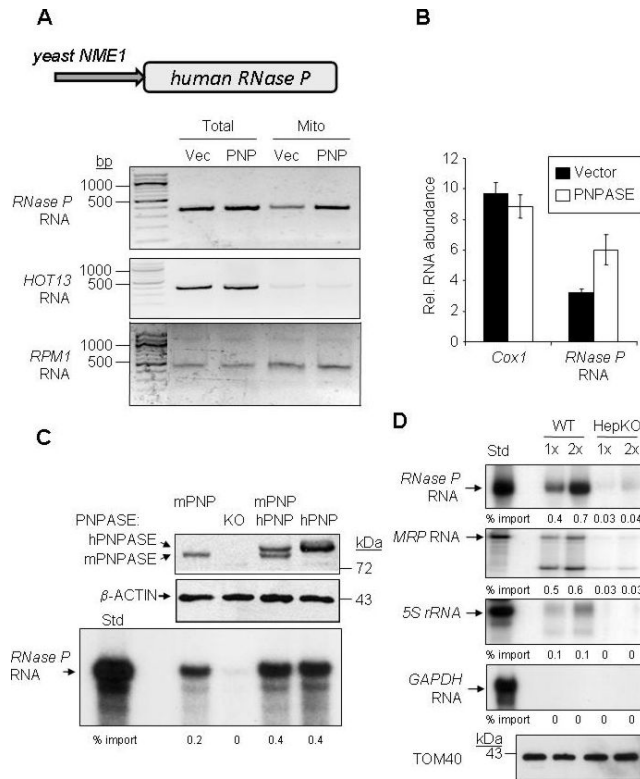 A
yeast NME1
human RNase P
Total Mito
bp Vec PNP Vec PNP
1000
500
RNase P
RNA
1000
500
HOT13
RNA
1000
500
RPM1
RNA
B
Vector
PNPASE
Rel. RNA abundance
12
10
8
6
4
2
0
Cox1 RNase P
RNA
C
PNPASE: mPNP KO mPNP
hPNP hPNP
hPNPASE
mPNPASE
kDa
72
β-ACTIN
43
Std
RNase P
RNA
% import 0.2 0 0.4 0.4
D
WT HepKO
Std 1x 2x 1x 2x
RNase P
RNA
% import 0.4 0.7 0.03 0.04
MRP RNA
% import 0.5 0.6 0.03 0.03
5S rRNA
% import 0.1 0.1 0 0
GAPDH
RNA
% import 0 0 0 0
kDa
43
TOM40